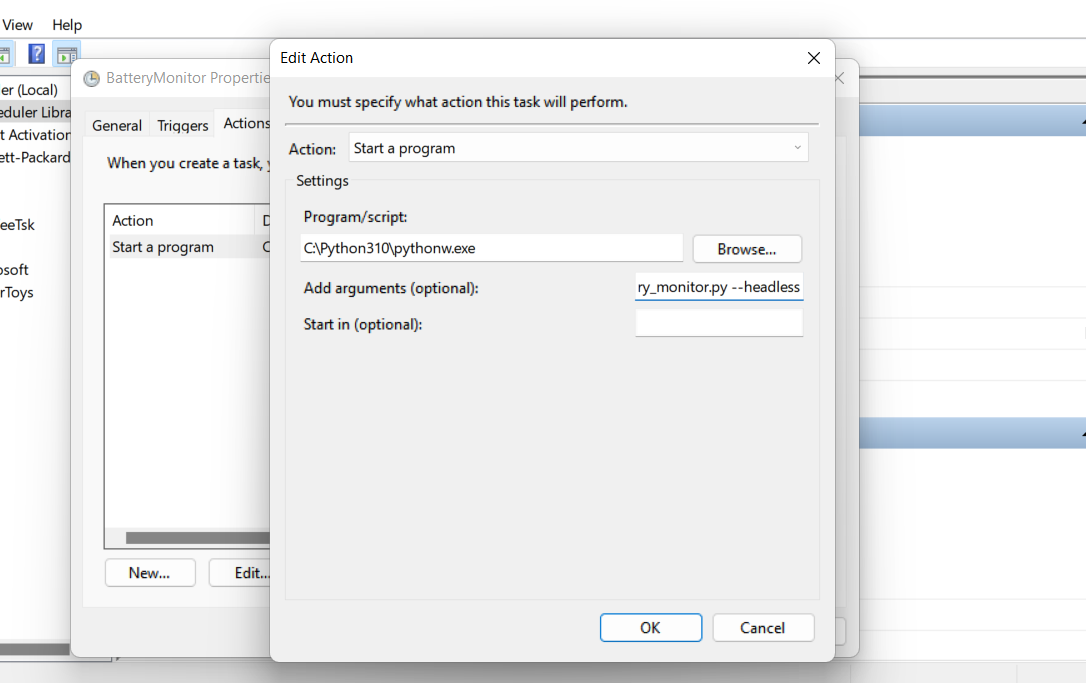 View Help
Edit Action
er (Local)
BatteryMonitor Propertie
You must specify what action this task will perform.
eduler Libra
General Triggers Actions
t Activation
Action: Start a program
ett-Packard
When you create a task, y
Settings
Program/script:
Action D
eeTsk
Start a program C
C:\Python310\pythonw.exe Browse...
osoft
Add arguments (optional): ry_monitor.py --headless
rToys
Start in (optional):
New... Edit...
OK Cancel